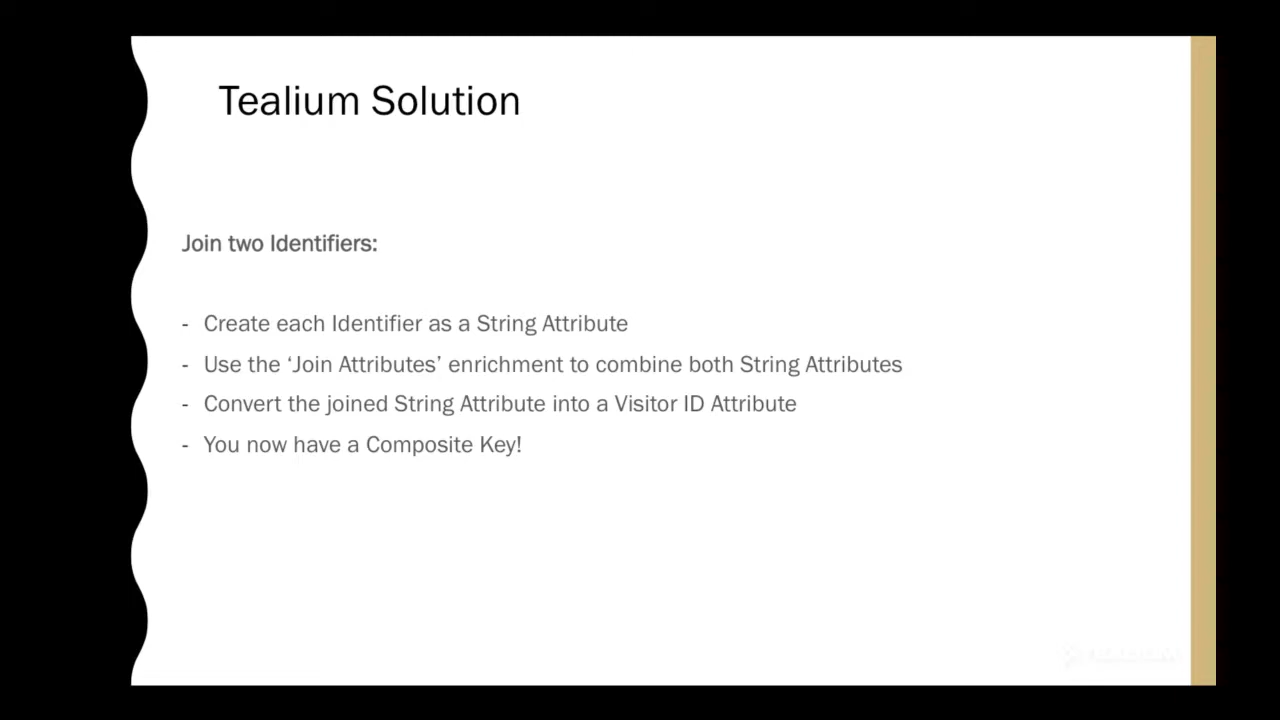 Tealium Solution
Join two Identifiers:
- Create each Identifier as a String Attribute
- Use the ‘Join Attributes’ enrichment to combine both String Attributes
- Convert the joined String Attribute into a Visitor ID Attribute
- You now have a Composite Key!